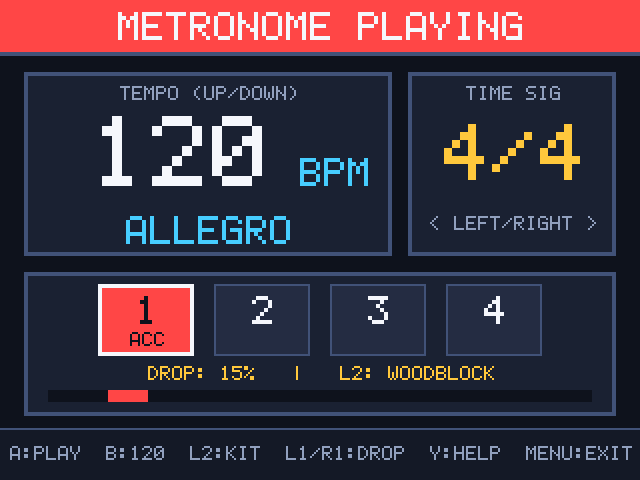 METRONOME PLAYING
TEMPO (UP/DOWN)
120 BPM
ALLEGRO
TIME SIG
4/4
< LEFT/RIGHT >
1 2 3 4
ACC
DROP: 15% | L2: WOODBLOCK
A:PLAY B:120 L2:KIT L1/R1:DROP Y:HELP MENU:EXIT